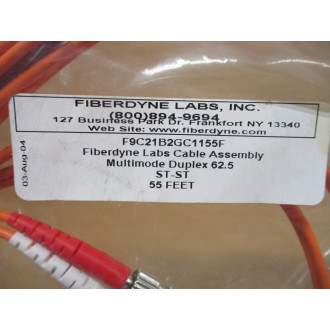 FIBERDYNE LABS, INC.
(800)894-9694
127 Business Park Dr. Frankfort NY 13340
Web Site: www.fiberdyne.com
F9C21B2GC1155F
Fiberdyne Labs Cable Assembly
Multimode Duplex 62.5
ST-ST
55 FEET
03-Aug-04